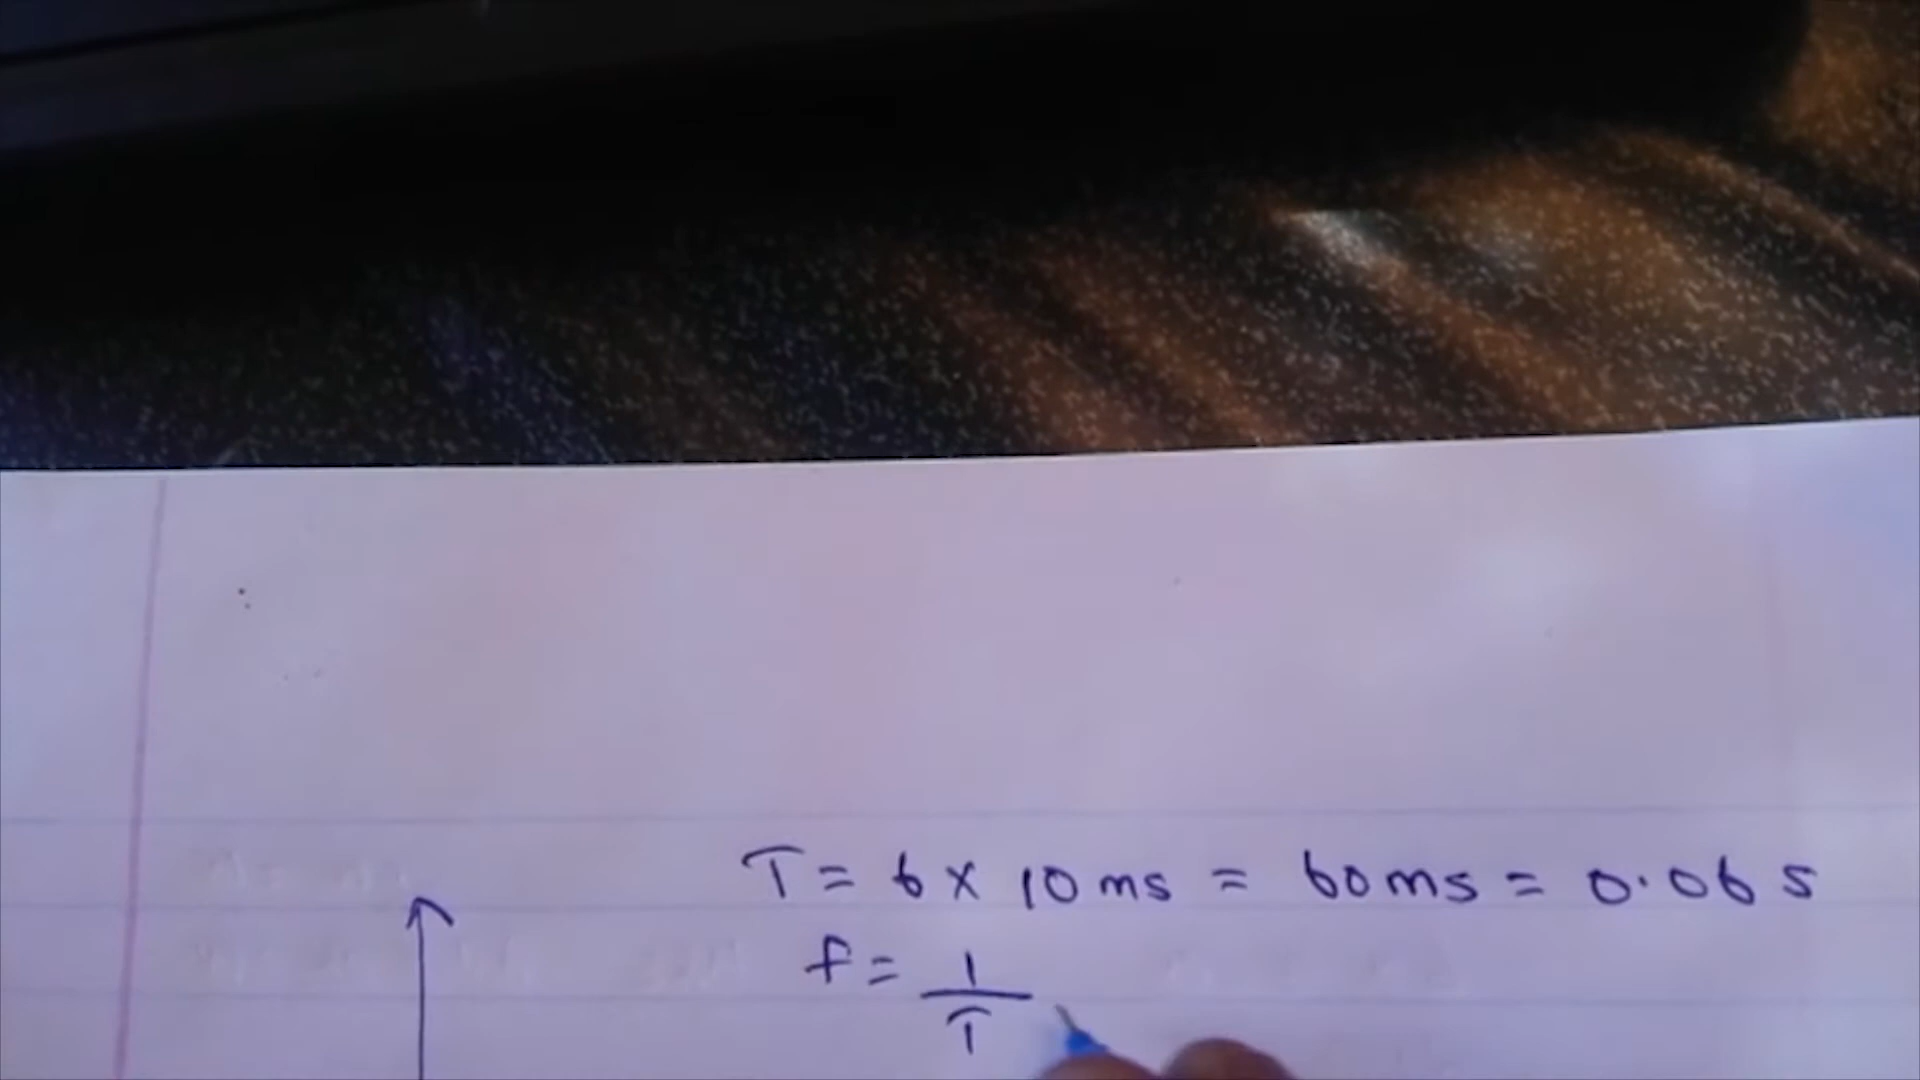 T = 6 x 10 ms = 60 ms = 0.06 s
f = 1/T